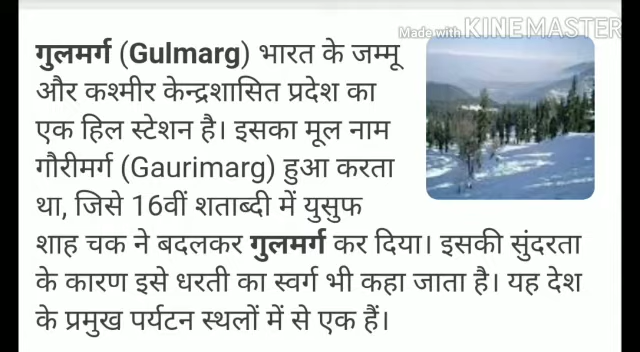 Made with KINEMASTER
गुलमर्ग (Gulmarg) भारत के जम्मू
और कश्मीर केन्द्रशासित प्रदेश का
एक हिल स्टेशन है। इसका मूल नाम
गौरीमर्ग (Gaurimarg) हुआ करता
था, जिसे 16वीं शताब्दी में युसुफ
शाह चक ने बदलकर गुलमर्ग कर दिया। इसकी सुंदरता
के कारण इसे धरती का स्वर्ग भी कहा जाता है। यह देश
के प्रमुख पर्यटन स्थलों में से एक हैं।